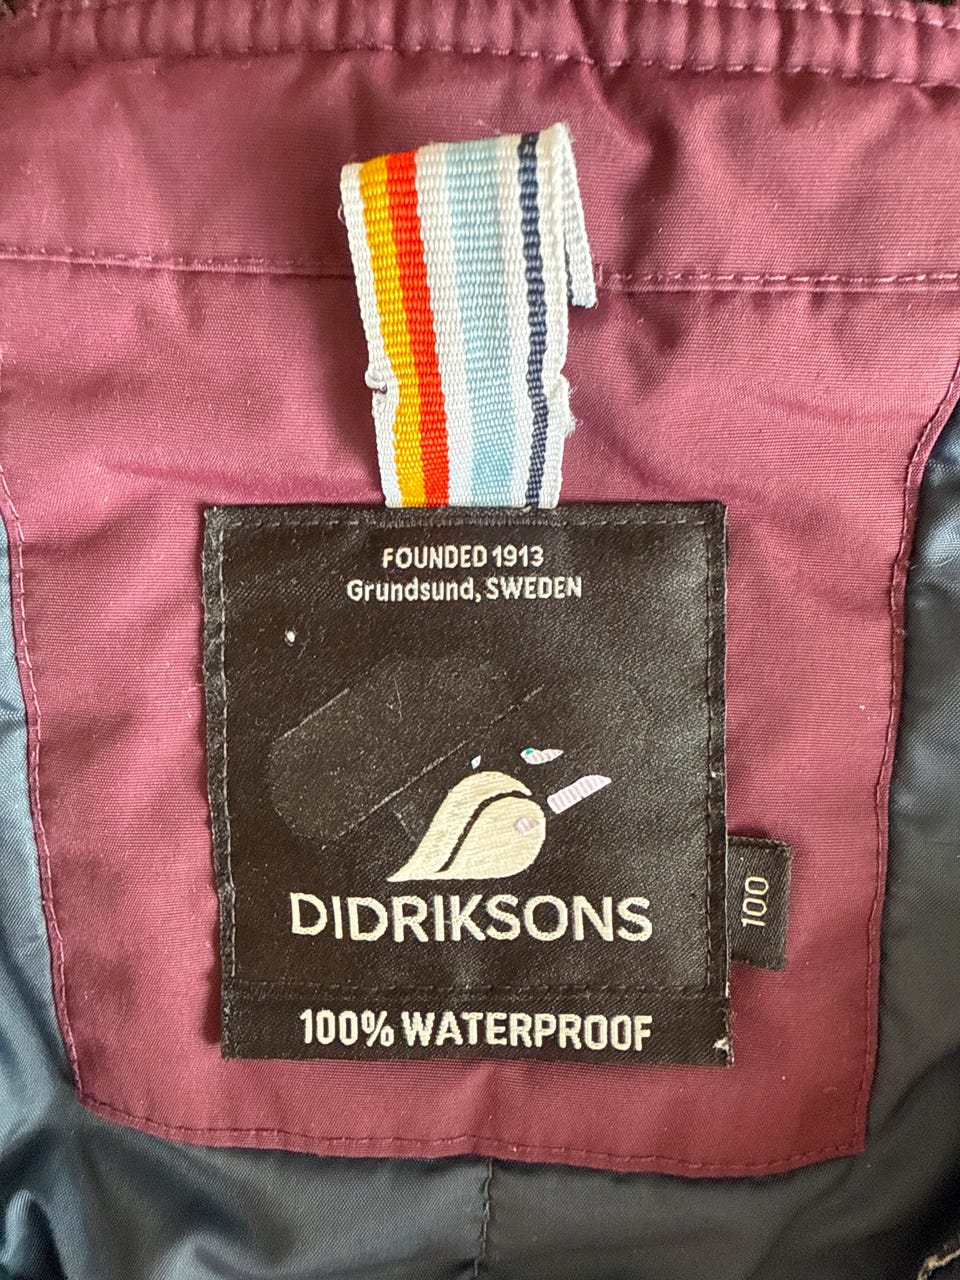 FOUNDED 1913
Grundsund, SWEDEN
DIDRIKSONS
100
100% WATERPROOF